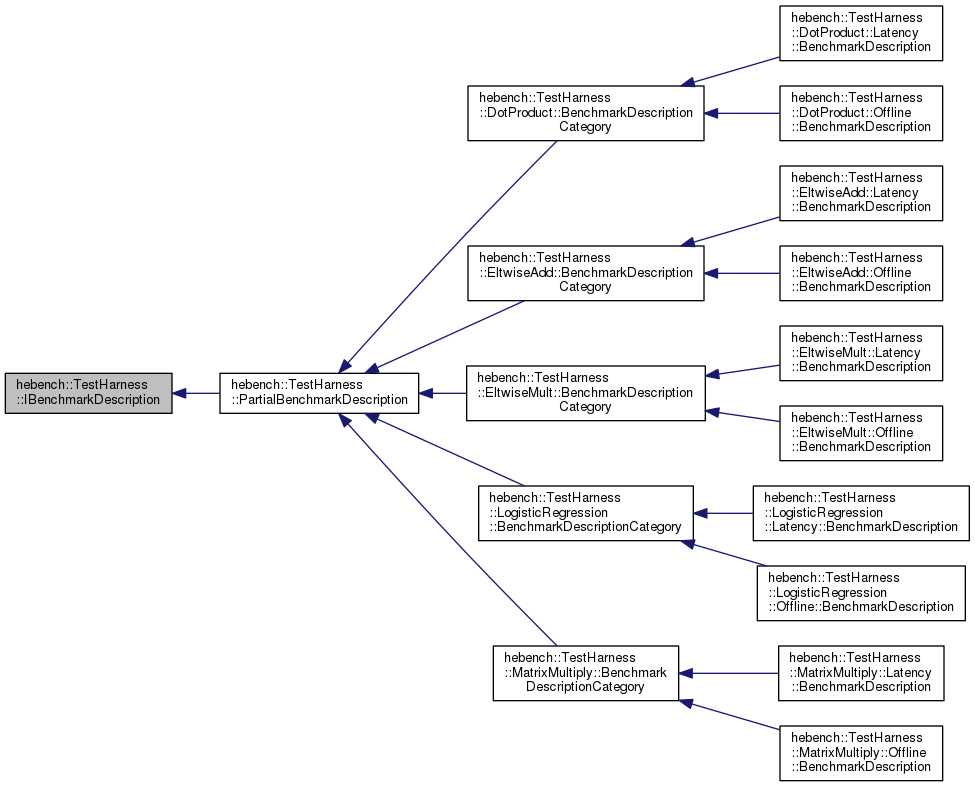 hebench::TestHarness
::DotProduct::Latency
::BenchmarkDescription
hebench::TestHarness
::DotProduct::BenchmarkDescription
Category
hebench::TestHarness
::DotProduct::Offline
::BenchmarkDescription
hebench::TestHarness
::EltwiseAdd::Latency
::BenchmarkDescription
hebench::TestHarness
::EltwiseAdd::BenchmarkDescription
Category
hebench::TestHarness
::EltwiseAdd::Offline
::BenchmarkDescription
hebench::TestHarness
::EltwiseMult::Latency
::BenchmarkDescription
hebench::TestHarness
::IBenchmarkDescription
hebench::TestHarness
::PartialBenchmarkDescription
hebench::TestHarness
::EltwiseMult::BenchmarkDescription
Category
hebench::TestHarness
::EltwiseMult::Offline
::BenchmarkDescription
hebench::TestHarness
::LogisticRegression
::BenchmarkDescriptionCategory
hebench::TestHarness
::LogisticRegression
::Latency::BenchmarkDescription
hebench::TestHarness
::LogisticRegression
::Offline::BenchmarkDescription
hebench::TestHarness
::MatrixMultiply::Benchmark
DescriptionCategory
hebench::TestHarness
::MatrixMultiply::Latency
::BenchmarkDescription
hebench::TestHarness
::MatrixMultiply::Offline
::BenchmarkDescription